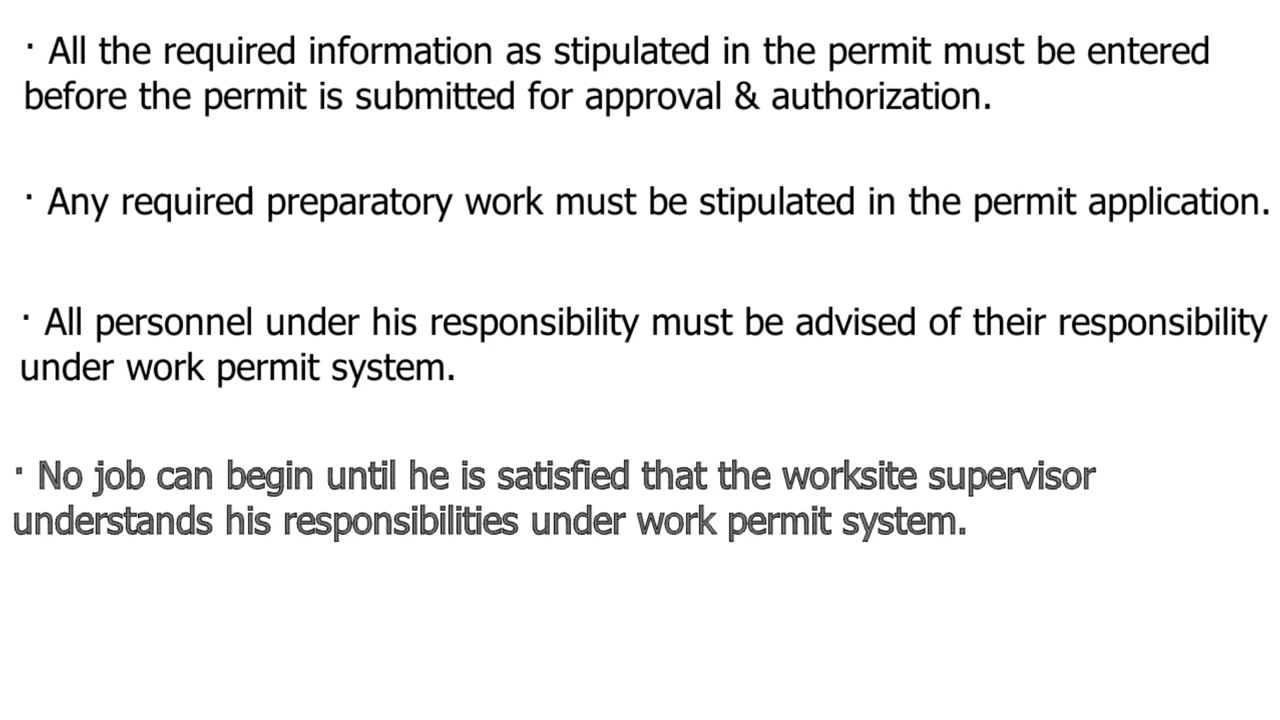 · All the required information as stipulated in the permit must be entered
before the permit is submitted for approval & authorization.
· Any required preparatory work must be stipulated in the permit application.
· All personnel under his responsibility must be advised of their responsibility
under work permit system.
· No job can begin until he is satisfied that the worksite supervisor
understands his responsibilities under work permit system.